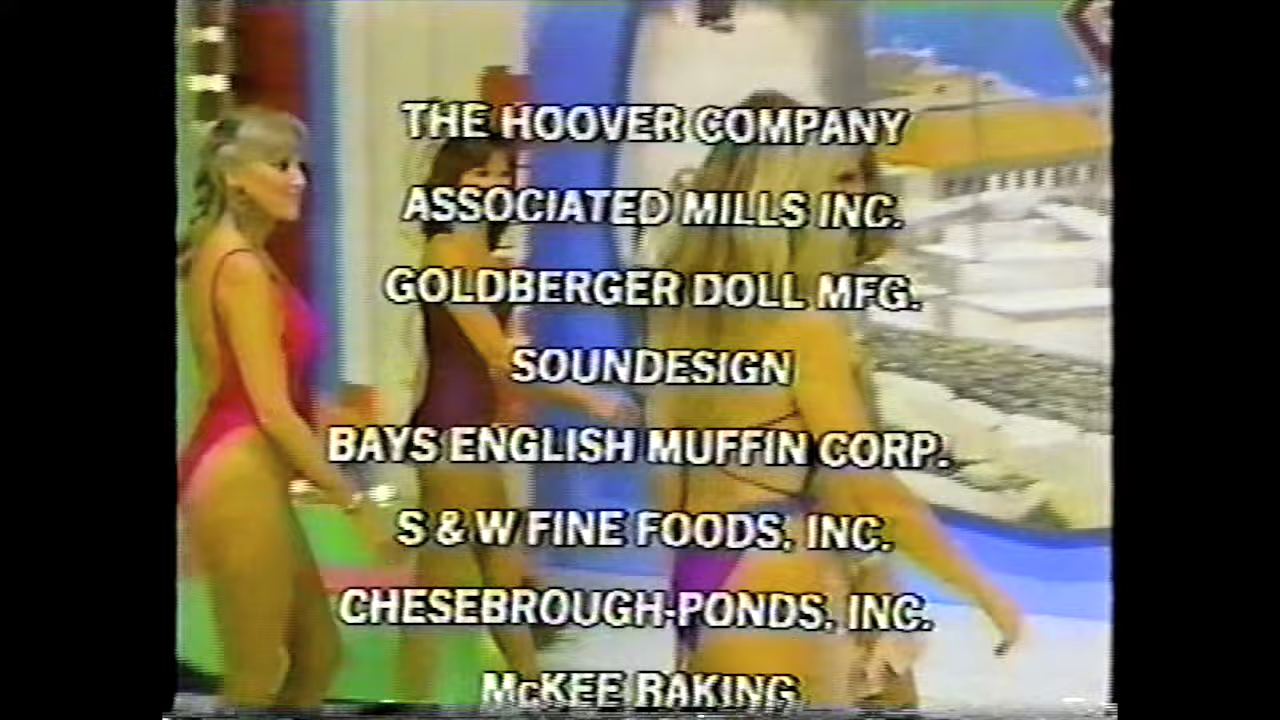 THE HOOVER COMPANY
ASSOCIATED MILLS INC.
GOLDBERGER DOLL MFG.
SOUNDESIGN
BAYS ENGLISH MUFFIN CORP.
S & W FINE FOODS, INC.
CHESEBROUGH-PONDS, INC.
McKEE BAKING